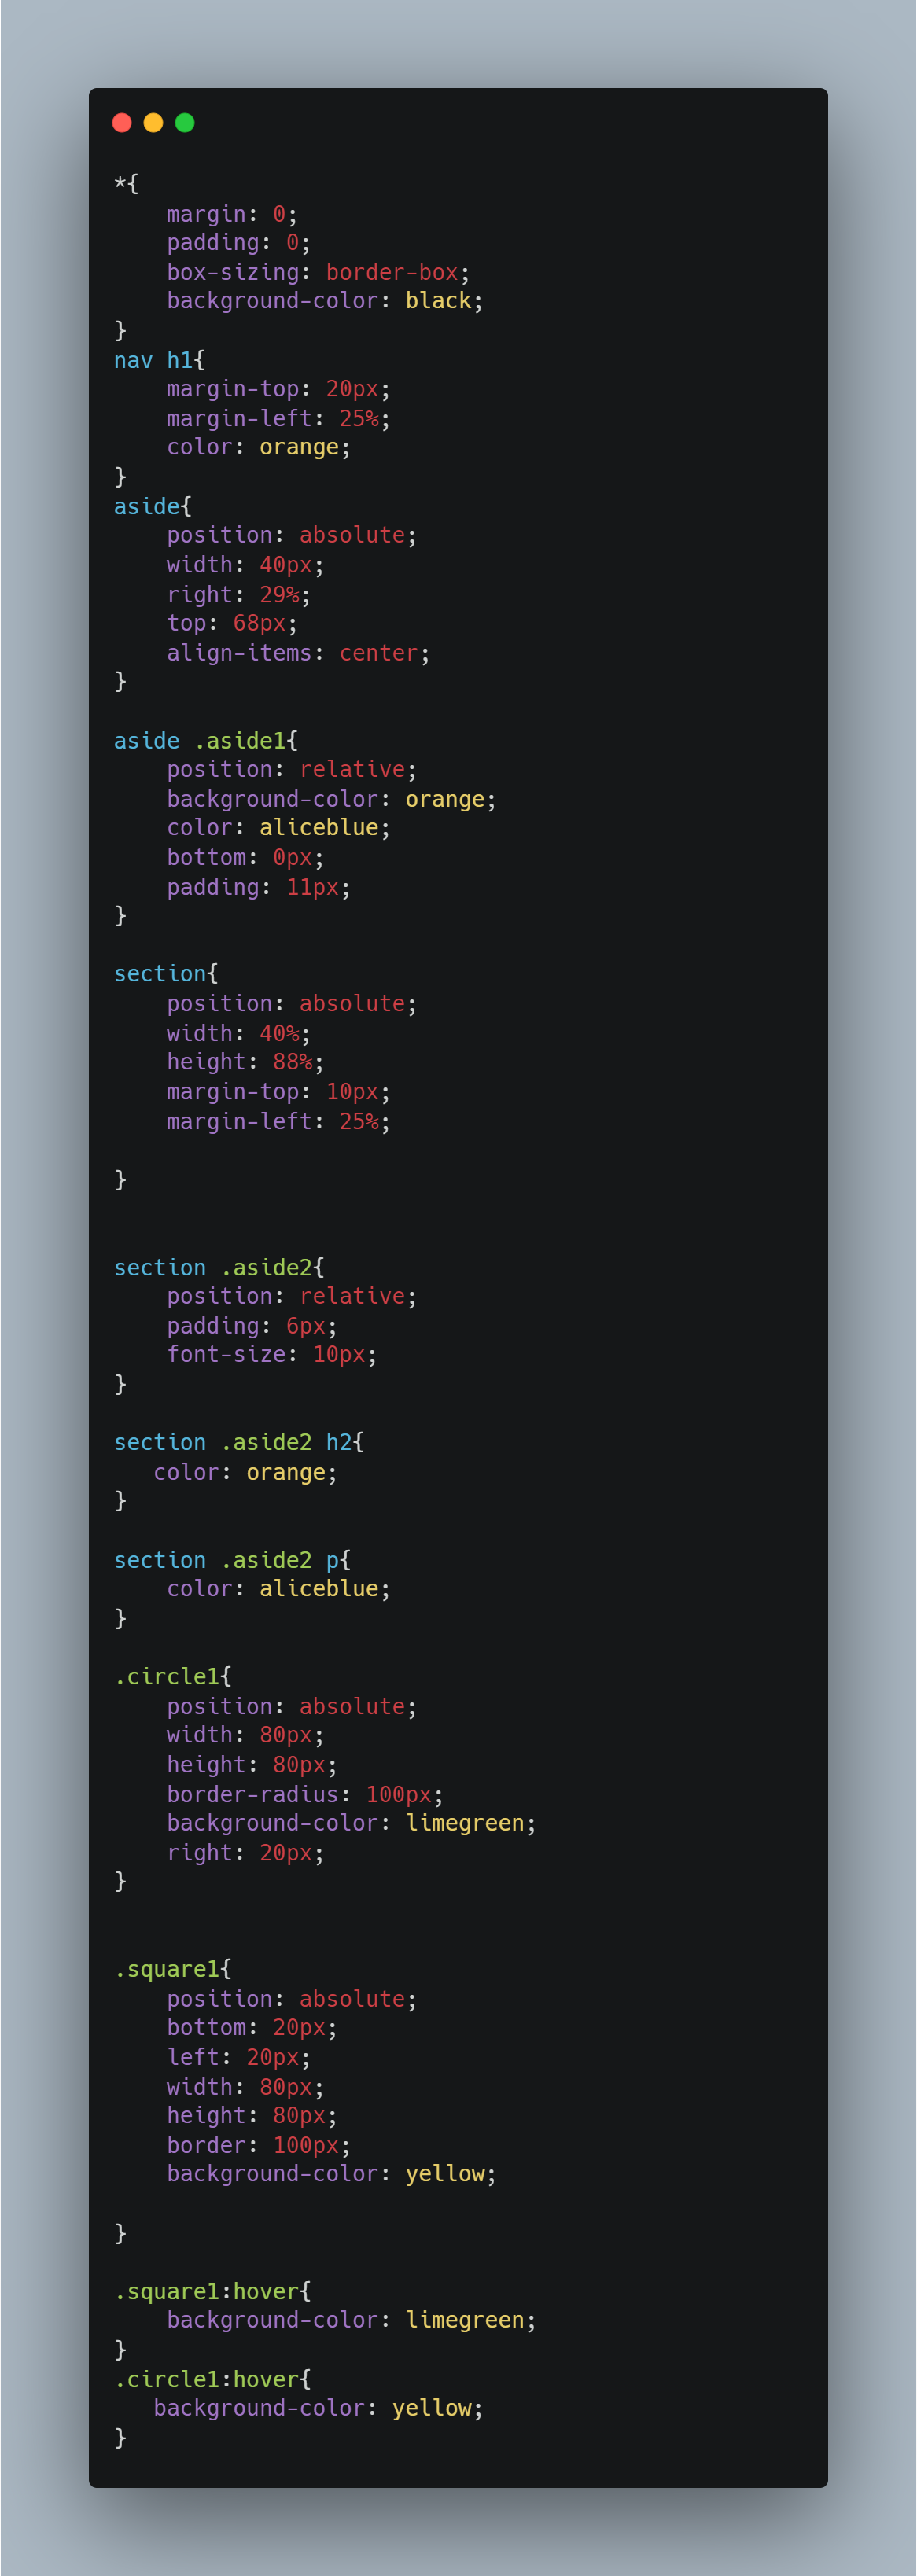 *{
    margin: 0;
    padding: 0;
    box-sizing: border-box;
    background-color: black;
}
nav h1{
    margin-top: 20px;
    margin-left: 25%;
    color: orange;
}
aside{
    position: absolute;
    width: 40px;
    right: 29%;
    top: 68px;
    align-items: center;
}

aside .aside1{
    position: relative;
    background-color: orange;
    color: aliceblue;
    bottom: 0px;
    padding: 11px;
}

section{
    position: absolute;
    width: 40%;
    height: 88%;
    margin-top: 10px;
    margin-left: 25%;

}


section .aside2{
    position: relative;
    padding: 6px;
    font-size: 10px;
}

section .aside2 h2{
   color: orange;
}

section .aside2 p{
    color: aliceblue;
}

.circle1{
    position: absolute;
    width: 80px;
    height: 80px;
    border-radius: 100px;
    background-color: limegreen;
    right: 20px;
}


.square1{
    position: absolute;
    bottom: 20px;
    left: 20px;
    width: 80px;
    height: 80px;
    border: 100px;
    background-color: yellow;

}

.square1:hover{
    background-color: limegreen;
}
.circle1:hover{
   background-color: yellow;
}